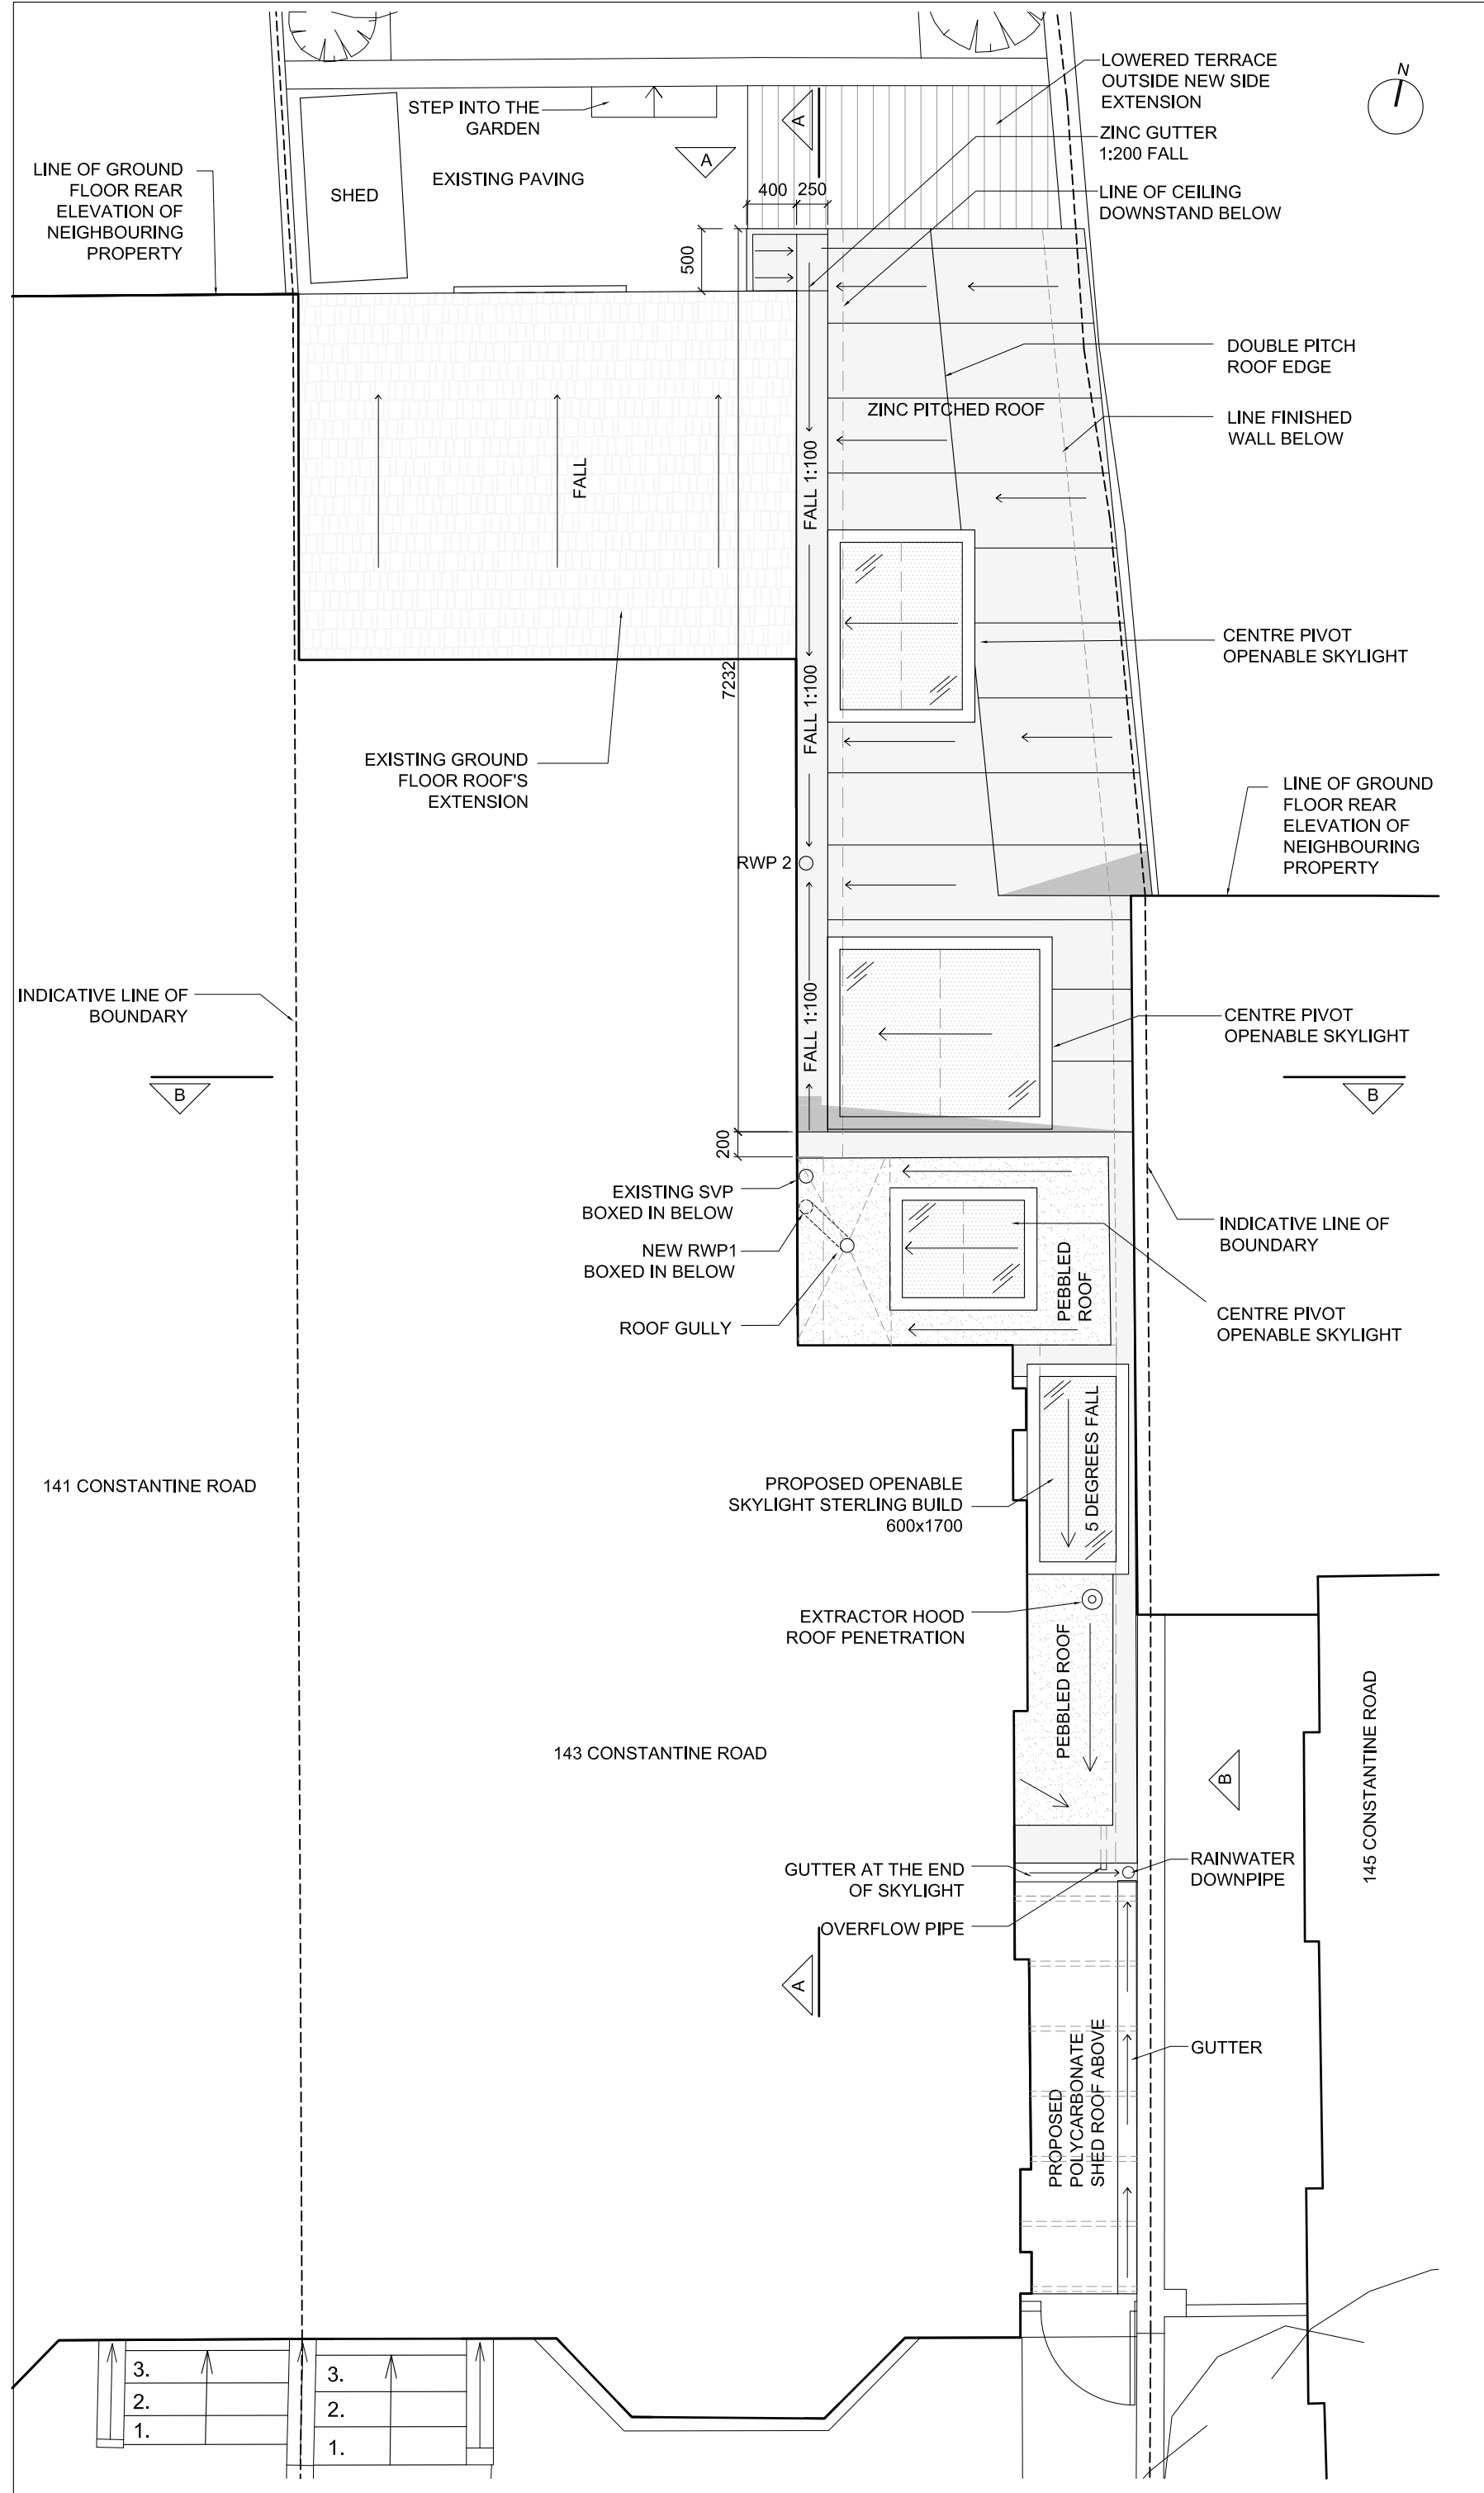 N
LOWERED TERRACE
OUTSIDE NEW SIDE
EXTENSION
STEP INTO THE
GARDEN
A
ZINC GUTTER
1:200 FALL
A
LINE OF GROUND
FLOOR REAR
ELEVATION OF
NEIGHBOURING
PROPERTY
SHED
EXISTING PAVING
400
250
LINE OF CEILING
DOWNSTAND BELOW
500
DOUBLE PITCH
ROOF EDGE
ZINC PITCHED ROOF
LINE FINISHED
WALL BELOW
FALL
FALL 1:100
CENTRE PIVOT
OPENABLE SKYLIGHT
7232
FALL 1:100
EXISTING GROUND
FLOOR ROOF'S
EXTENSION
LINE OF GROUND
FLOOR REAR
ELEVATION OF
NEIGHBOURING
PROPERTY
RWP 2
INDICATIVE LINE OF
BOUNDARY
FALL 1:100
CENTRE PIVOT
OPENABLE SKYLIGHT
B
B
200
EXISTING SVP
BOXED IN BELOW
NEW RWP1
BOXED IN BELOW
ROOF GULLY
PEBBLED
ROOF
INDICATIVE LINE OF
BOUNDARY
CENTRE PIVOT
OPENABLE SKYLIGHT
141 CONSTANTINE ROAD
PROPOSED OPENABLE
SKYLIGHT STERLING BUILD
600x1700
5 DEGREES FALL
EXTRACTOR HOOD
ROOF PENETRATION
PEBBLED ROOF
143 CONSTANTINE ROAD
B
145 CONSTANTINE ROAD
GUTTER AT THE END
OF SKYLIGHT
RAINWATER
DOWNPIPE
OVERFLOW PIPE
A
GUTTER
PROPOSED
POLYCARBONATE
SHED ROOF ABOVE
3.
2.
1.
3.
2.
1.